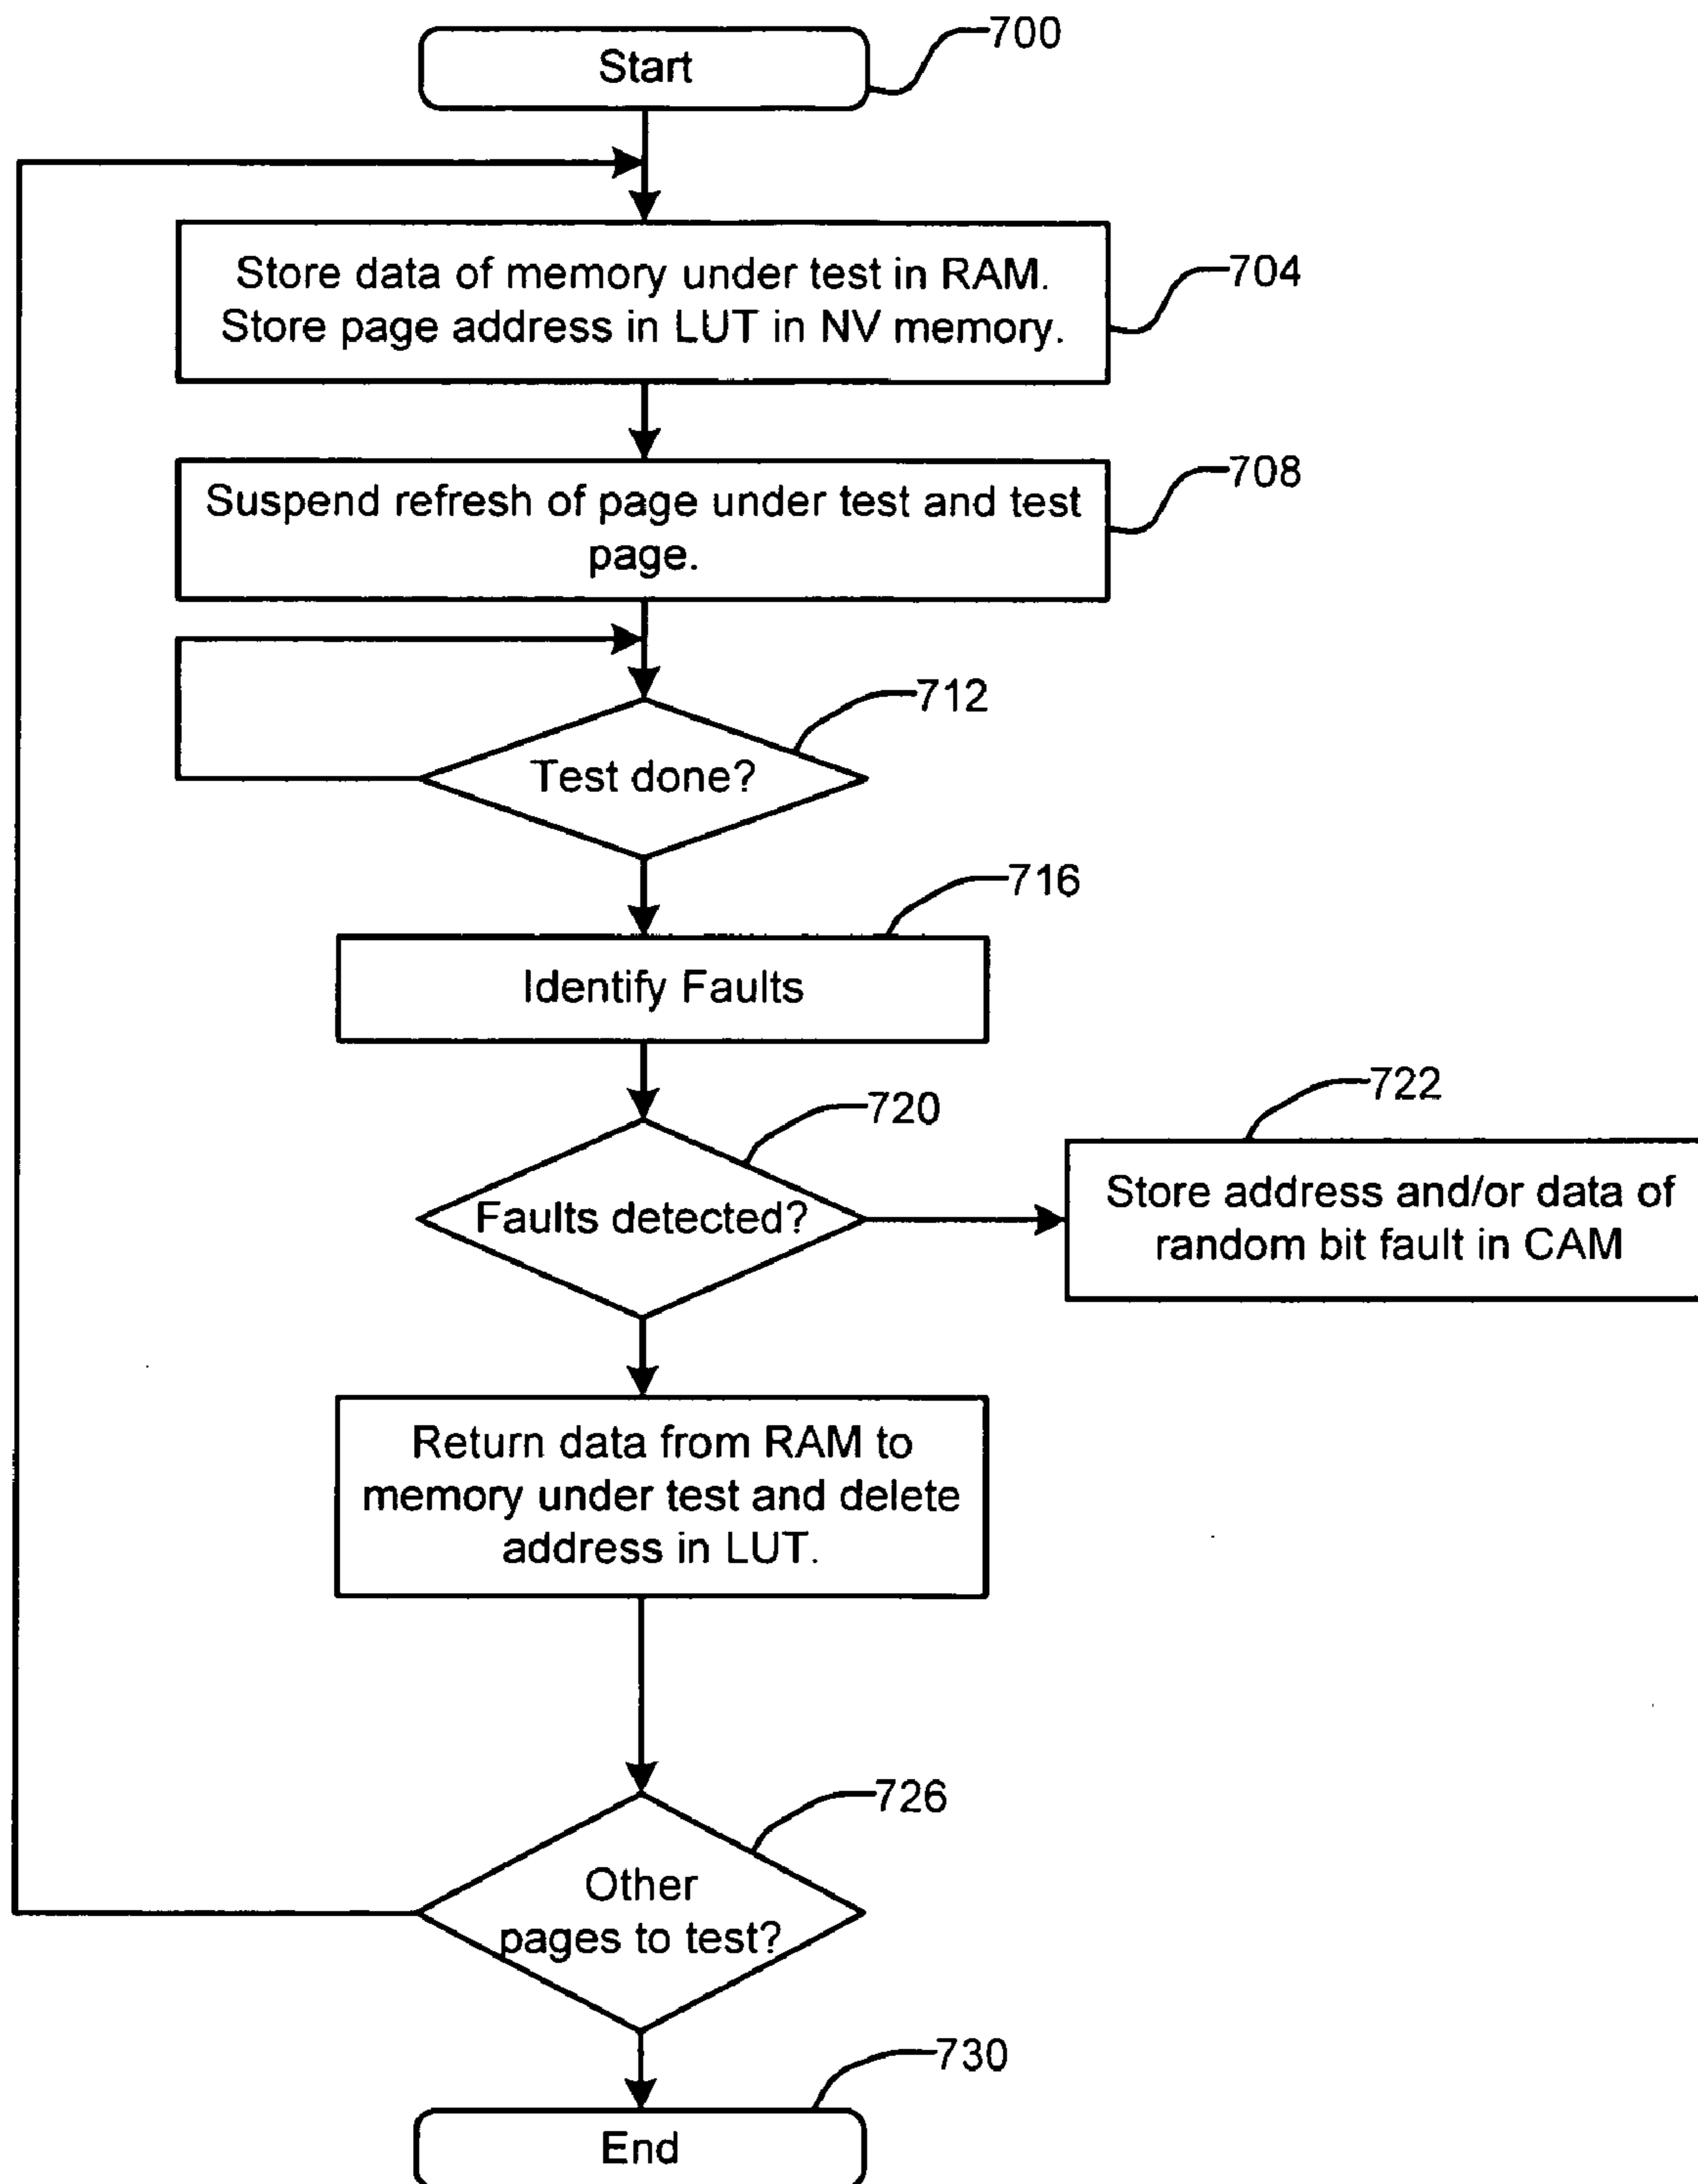 700
Start
Store data of memory under test in RAM.
Store page address in LUT in NV memory.
704
Suspend refresh of page under test and test
page.
708
712
Test done?
716
Identify Faults
720
Faults detected?
722
Store address and/or data of
random bit fault in CAM
Return data from RAM to
memory under test and delete
address in LUT.
726
Other
pages to test?
730
End